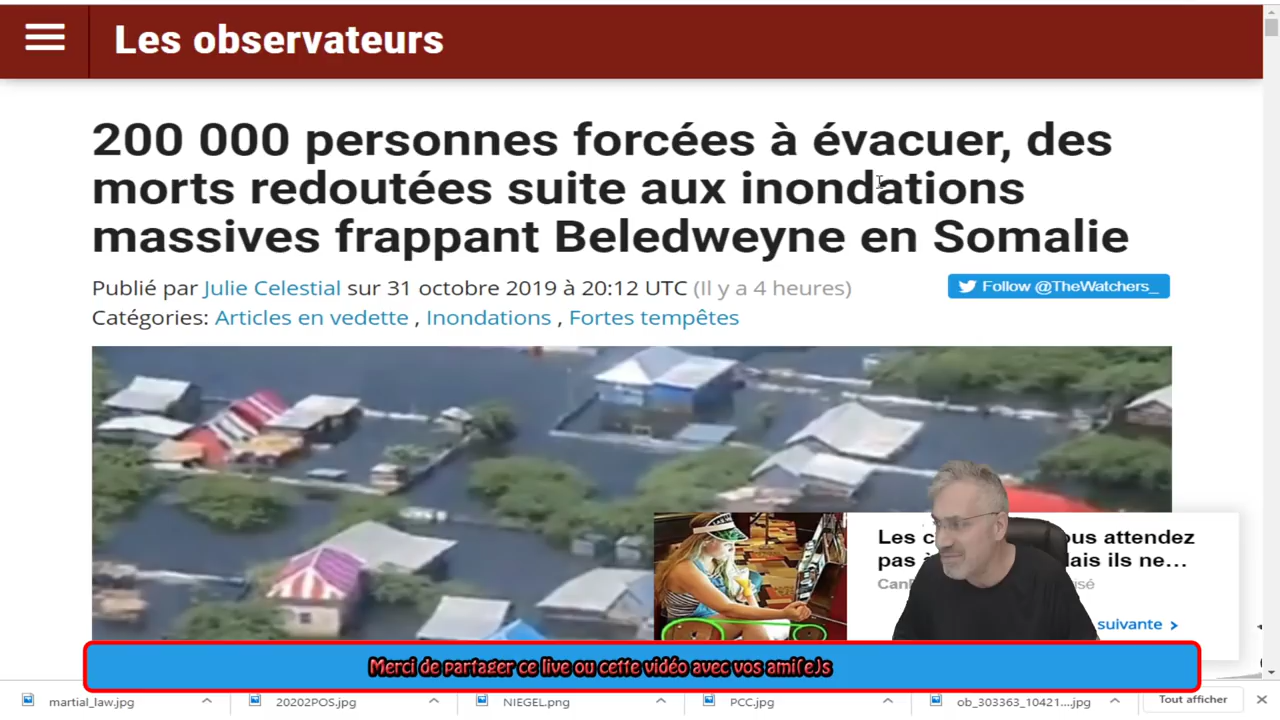 Les observateurs
200 000 personnes forcées à évacuer, des
morts redoutées suite aux inondations
massives frappant Beledweyne en Somalie
Publié par Julie Celestial sur 31 octobre 2019 à 20:12 UTC (Il y a 4 heures)
Follow @TheWatchers_
Catégories: Articles en vedette , Inondations , Fortes tempêtes
Les ous attendez
pas ais ils ne...
suivante >
Merci de partager ce live ou cette vidéo avec vos ami(e)s
martial_law.jpg
20202POS.jpg
NIEGEL.png
PCC.jpg
ob_303363_10421....jpg
Tout afficher